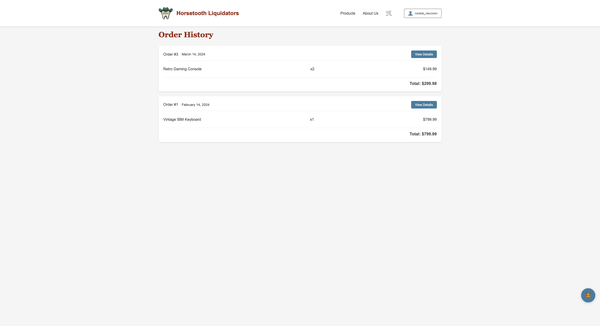 Horsetooth Liquidators
Products About Us
Order History
Order #2 March 14, 2024 View Details
Retro Gaming Console x2 $149.99
Total: $299.98
Order #1 February 14, 2024 View Details
Vintage IBM Keyboard x1 $799.99
Total: $799.99